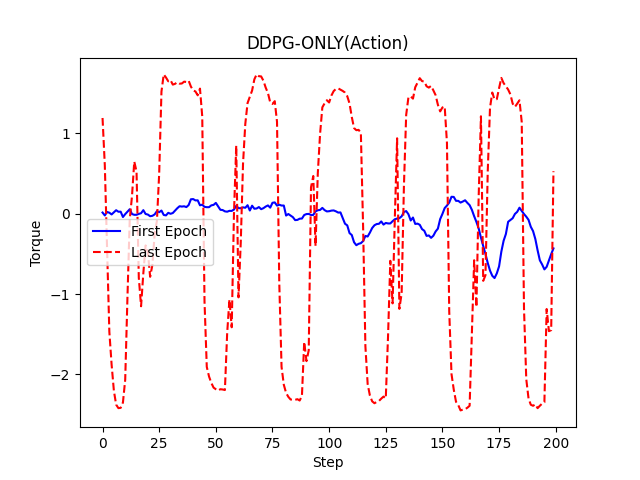 DDPG-ONLY(Action)
1
0
−1
−2
Torque
First Epoch
Last Epoch
0 25 50 75 100 125 150 175 200
Step